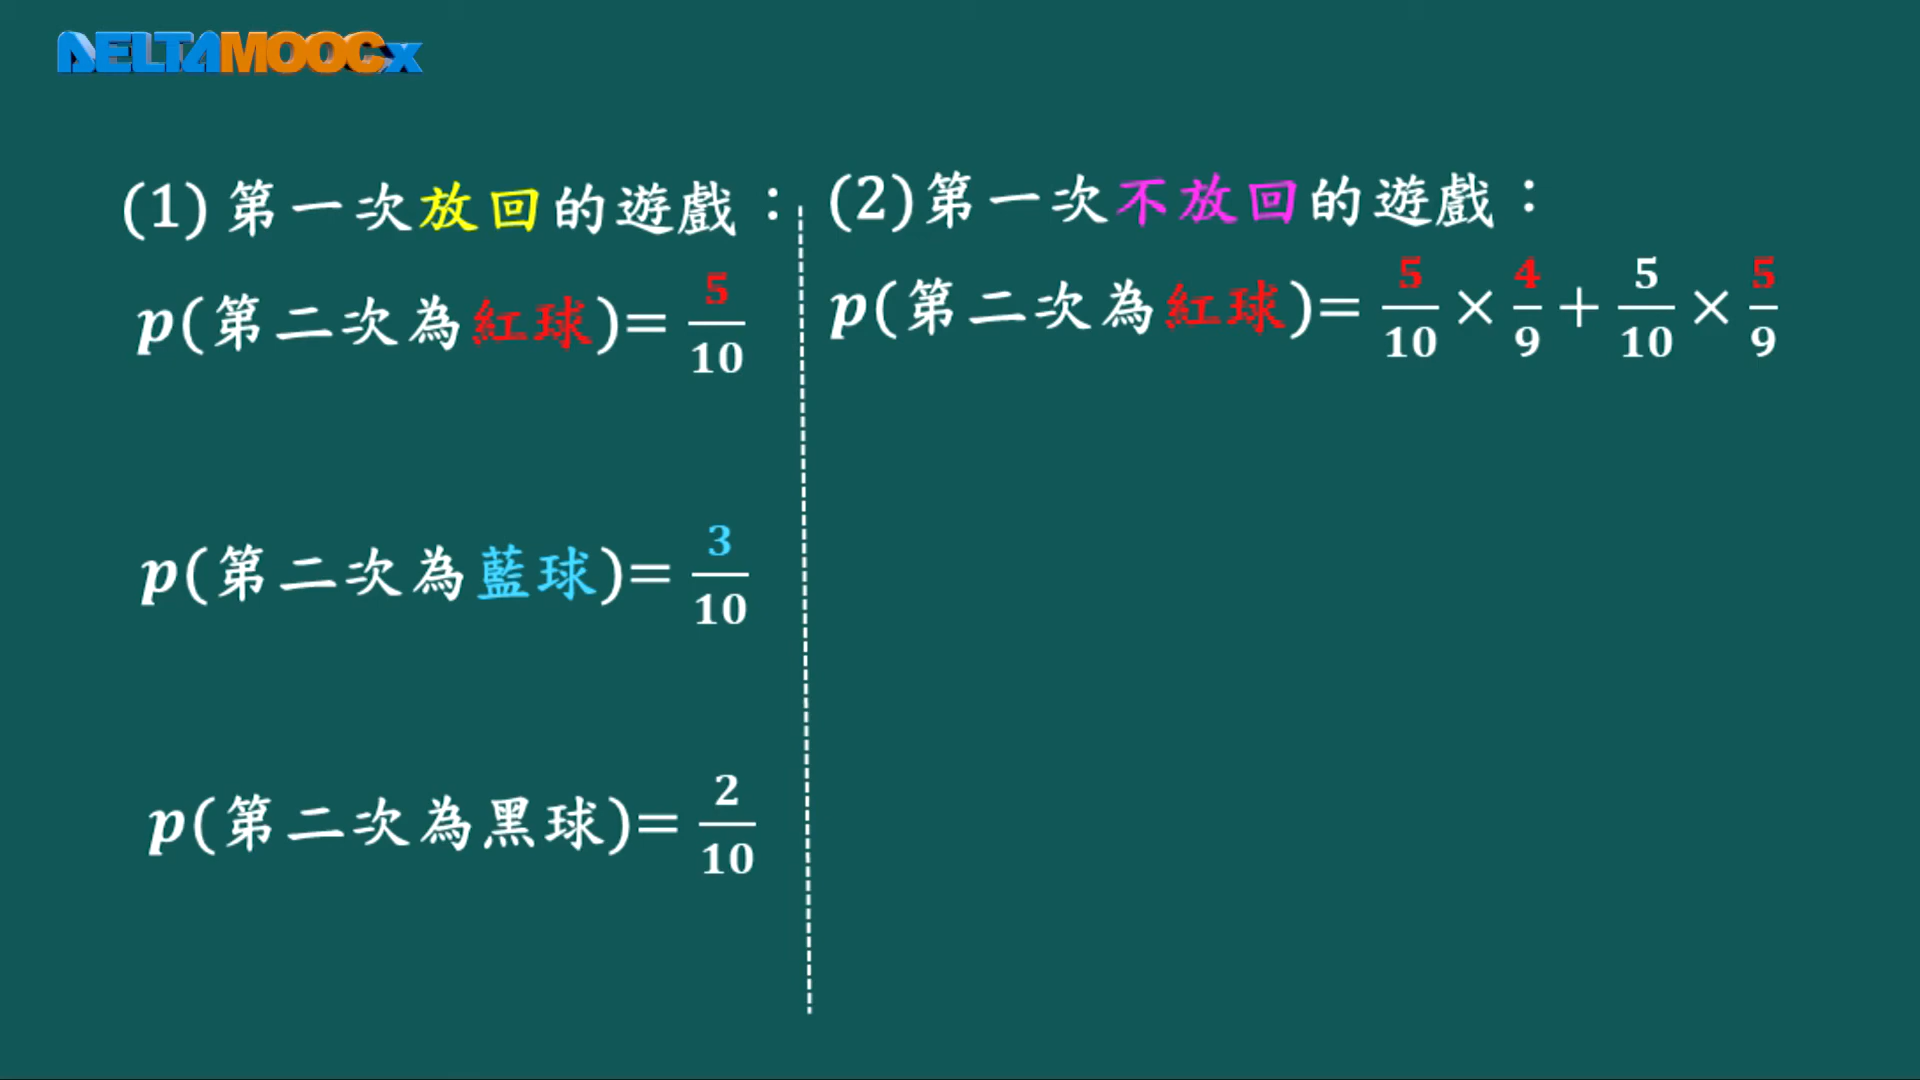 DELTAMOOCx
(1) 第一次放回的遊戲：
p(第二次為紅球)= 5/10
p(第二次為藍球)= 3/10
p(第二次為黑球)= 2/10
(2)第一次不放回的遊戲：
p(第二次為紅球)= 5/10 × 4/9 + 5/10 × 5/9